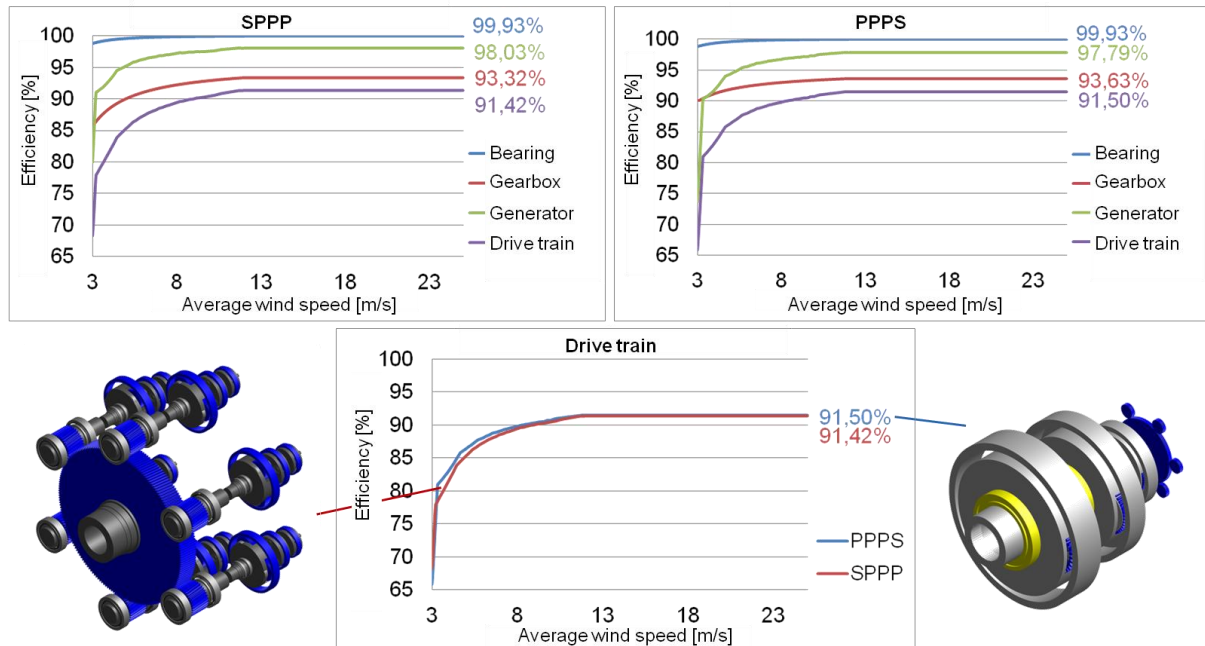 SPPP
Efficiency [%]
100
95
90
85
80
75
70
65
3
8
13
18
23
Average wind speed [m/s]
99,93%
98,03%
93,32%
91,42%
Bearing
Gearbox
Generator
Drive train
PPPS
Efficiency [%]
100
95
90
85
80
75
70
65
3
8
13
18
23
Average wind speed [m/s]
99,93%
97,79%
93,63%
91,50%
Bearing
Gearbox
Generator
Drive train
Drive train
Efficiency [%]
100
95
90
85
80
75
70
65
3
8
13
18
23
Average wind speed [m/s]
91,50%
91,42%
PPPS
SPPP